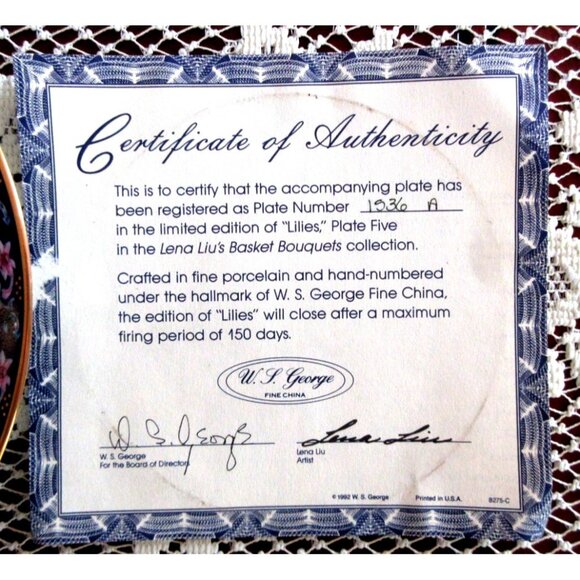 Certificate of Authenticity
This is to certify that the accompanying plate has
been registered as Plate Number 1536 A
in the limited edition of "Lilies," Plate Five
in the Lena Liu's Basket Bouquets collection.
Crafted in fine porcelain and hand-numbered
under the hallmark of W. S. George Fine China,
the edition of "Lilies" will close after a maximum
firing period of 150 days.
W. S. George
FINE CHINA
W. S. George
W. S. George
For the Board of Directors
Lena Liu
Lena Liu
Artist
© 1992 W. S. George Printed in U.S.A. 8275-C